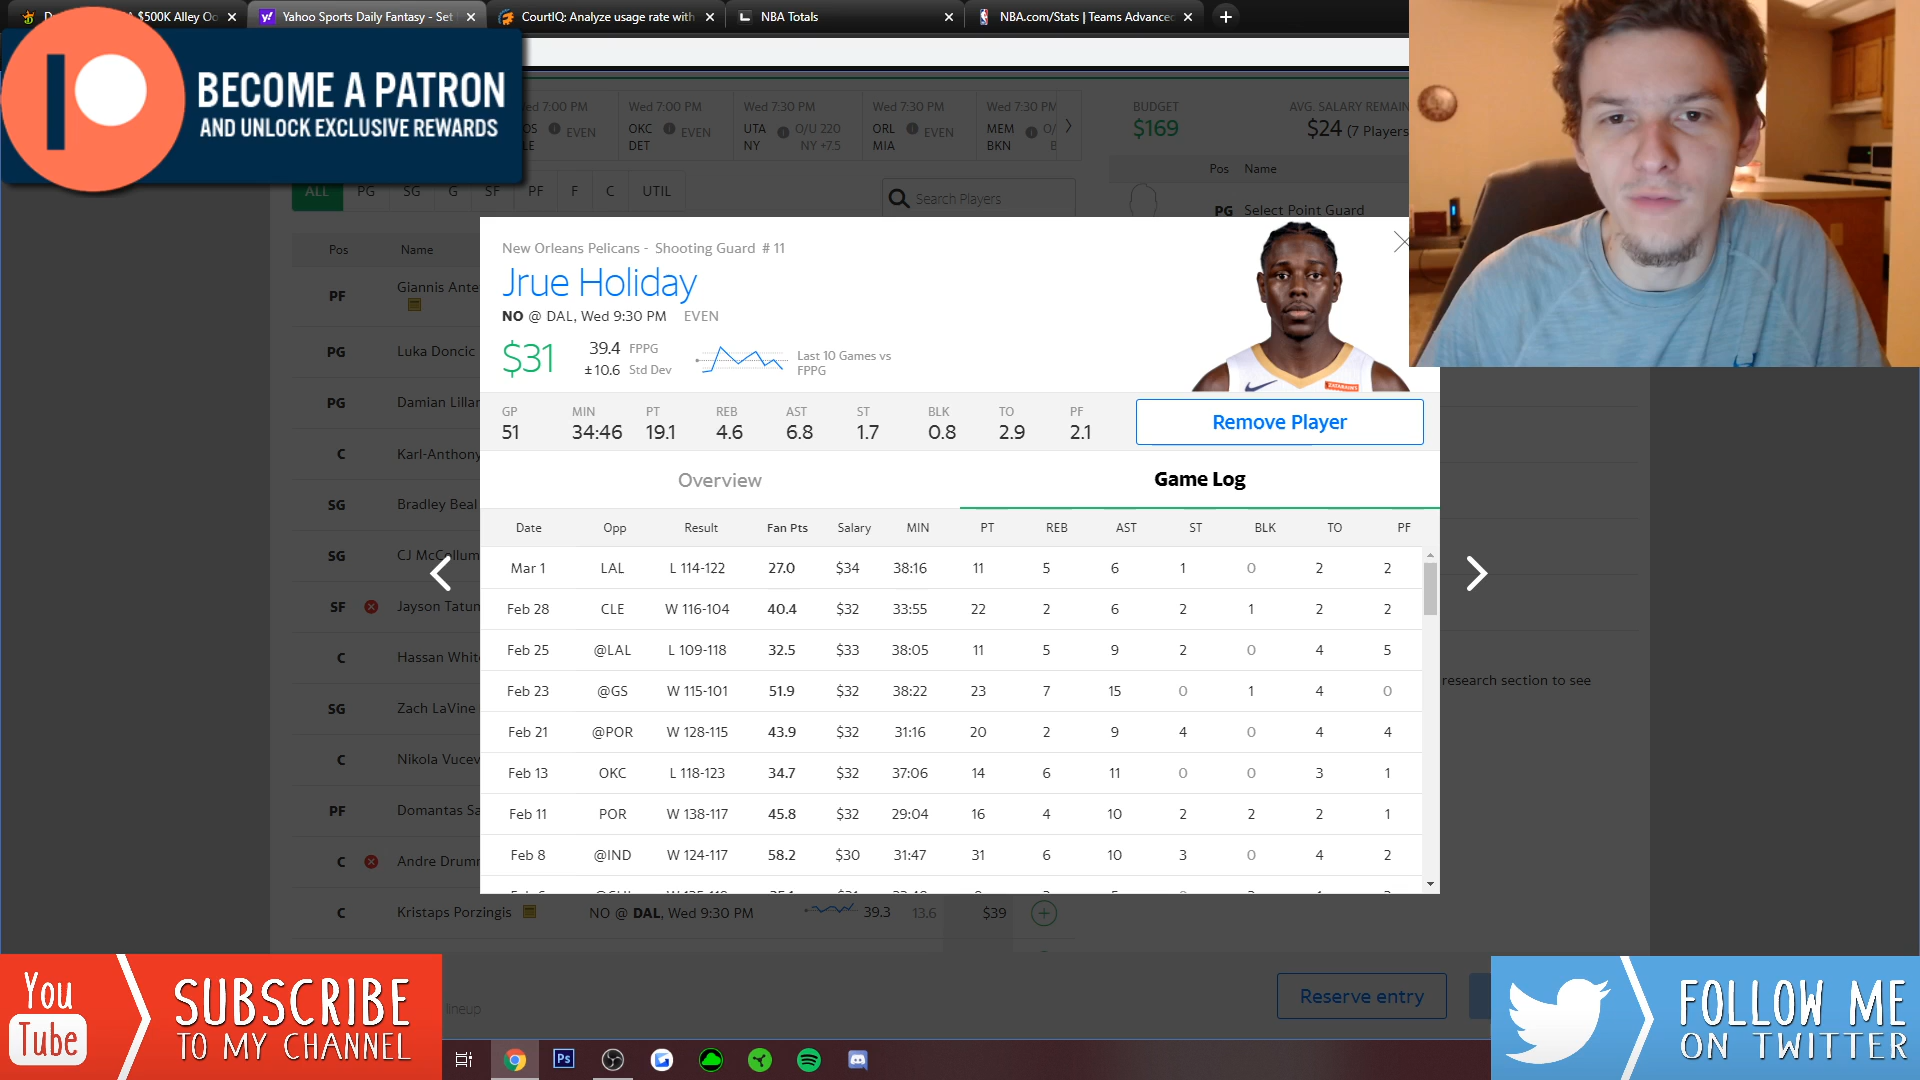 $500K Alley Oo
Yahoo Sports Daily Fantasy - Set
CourtIQ: Analyze usage rate with
NBA Totals
NBA.com/Stats | Teams Advanced
BECOME A PATRON
AND UNLOCK EXCLUSIVE REWARDS
Wed 7:00 PM
Wed 7:30 PM
Wed 7:30 PM
Wed 7:30 PM
EVEN
OKC
DET
EVEN
UTA O/U 220
NY NY +7.5
ORL
MIA
EVEN
MEM
BKN
BUDGET
$169
AVG. SALARY REMAIN
$24 (7 Players
Pos Name
PG Select Point Guard
ALL PG SG G SF PF F C UTIL
Search Players
Pos Name
PF Giannis Ante
PG Luka Doncic
PG Damian Lillar
C Karl-Anthony
SG Bradley Beal
SG CJ McCollum
SF Jayson Tatum
C Hassan White
SG Zach LaVine
C Nikola Vucev
PF Domantas Sa
C Andre Drumm
C Kristaps Porzingis NO @ DAL, Wed 9:30 PM 39.3 13.6 $39
New Orleans Pelicans - Shooting Guard # 11
Jrue Holiday
NO @ DAL, Wed 9:30 PM EVEN
$31
39.4 FPPG
±10.6 Std Dev
Last 10 Games vs
FPPG
GP MIN PT REB AST ST BLK TO PF
51 34:46 19.1 4.6 6.8 1.7 0.8 2.9 2.1
Remove Player
Overview
Game Log
Date Opp Result Fan Pts Salary MIN PT REB AST ST BLK TO PF
Mar 1 LAL L 114-122 27.0 $34 38:16 11 5 6 1 0 2 2
Feb 28 CLE W 116-104 40.4 $32 33:55 22 2 6 2 1 2 2
Feb 25 @LAL L 109-118 32.5 $33 38:05 11 5 9 2 0 4 5
Feb 23 @GS W 115-101 51.9 $32 38:22 23 7 15 0 1 4 0
Feb 21 @POR W 128-115 43.9 $32 31:16 20 2 9 4 0 4 4
Feb 13 OKC L 118-123 34.7 $32 37:06 14 6 11 0 0 3 1
Feb 11 POR W 138-117 45.8 $32 29:04 16 4 10 2 2 2 1
Feb 8 @IND W 124-117 58.2 $30 31:47 31 6 10 3 0 4 2
research section to see
lineup
Reserve entry
You
Tube
SUBSCRIBE
TO MY CHANNEL
Ps
FOLLOW ME
ON TWITTER